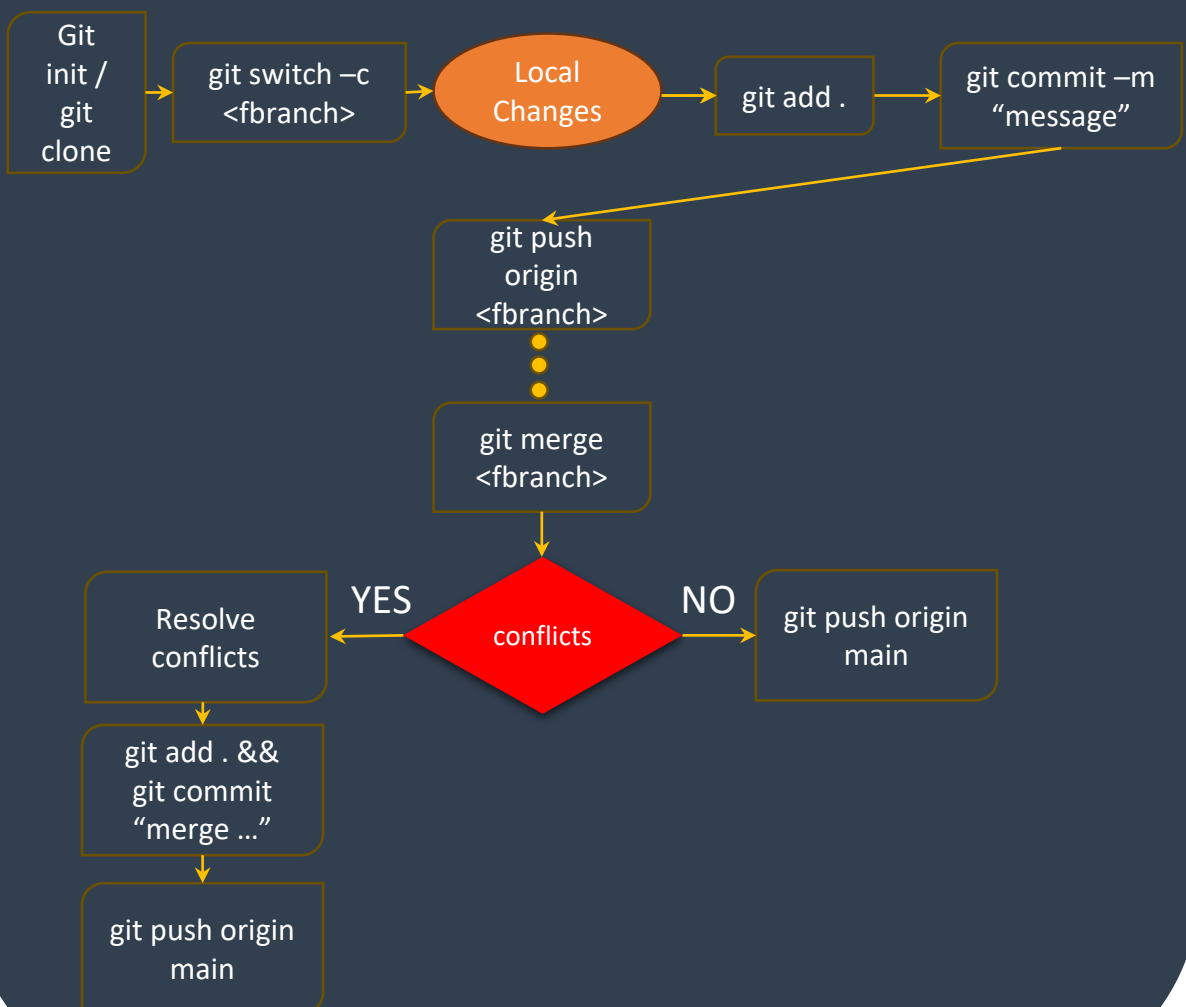 Git
init /
git
clone
git switch –c
<fbranch>
Local
Changes
git add .
git commit –m
“message”
git push
origin
<fbranch>
git merge
<fbranch>
YES
conflicts
NO
Resolve
conflicts
git push origin
main
git add . &&
git commit
“merge ...”
git push origin
main